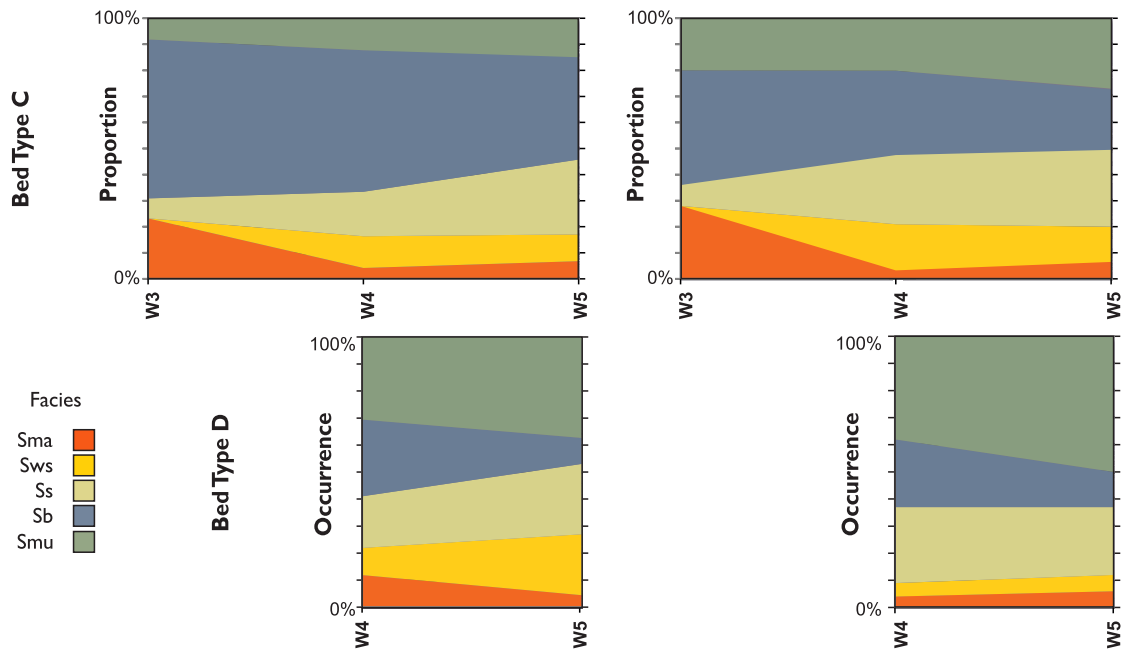 Bed Type C
Proportion
100%
0%
W3
W4
W5
Proportion
100%
0%
W3
W4
W5
Facies
Sma
Sws
Ss
Sb
Smu
Bed Type D
Occurrence
100%
0%
W4
W5
Occurrence
100%
0%
W4
W5